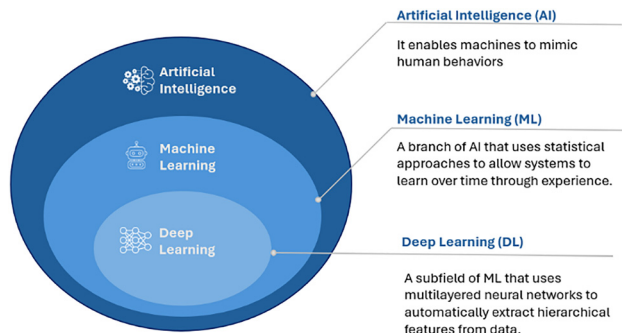 Artificial Intelligence (AI)
It enables machines to mimic
human behaviors
Artificial
Intelligence
Machine Learning (ML)
A branch of AI that uses statistical
approaches to allow systems to
learn over time through experience.
Machine
Learning
Deep Learning (DL)
Deep
Learning
A subfield of ML that uses
multilayered neural networks to
automatically extract hierarchical
features from data.